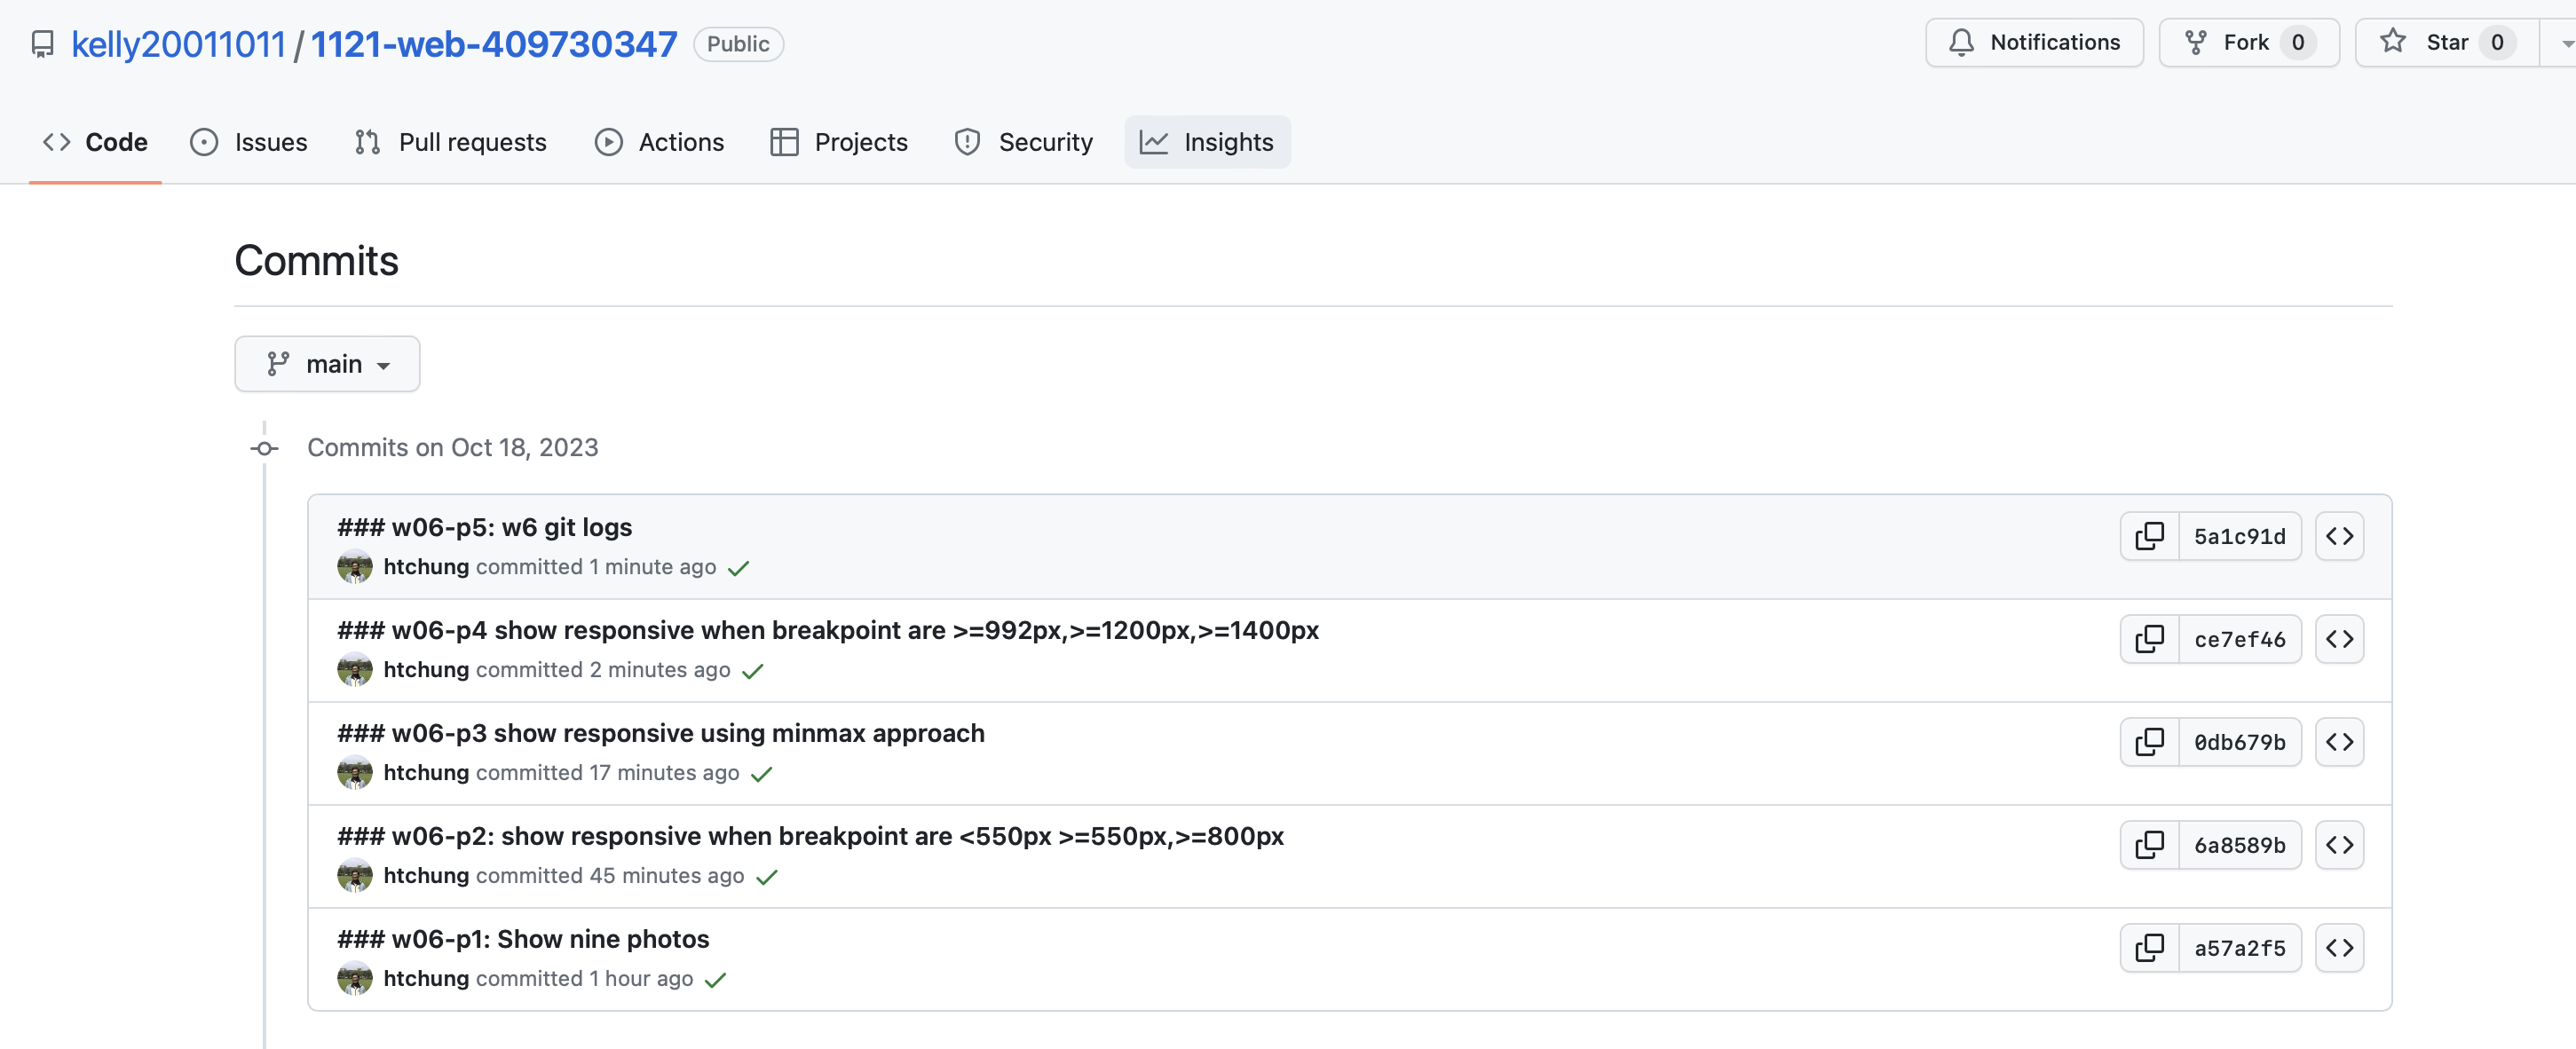 kelly20011011 / 1121-web-409730347 Public Notifications Fork 0 Star 0
Code Issues Pull requests Actions Projects Security Insights
Commits
main
Commits on Oct 18, 2023
### w06-p5: w6 git logs
htchung committed 1 minute ago
5a1c91d
### w06-p4 show responsive when breakpoint are >=992px,>=1200px,>=1400px
htchung committed 2 minutes ago
ce7ef46
### w06-p3 show responsive using minmax approach
htchung committed 17 minutes ago
0db679b
### w06-p2: show responsive when breakpoint are <550px >=550px,>=800px
htchung committed 45 minutes ago
6a8589b
### w06-p1: Show nine photos
htchung committed 1 hour ago
a57a2f5